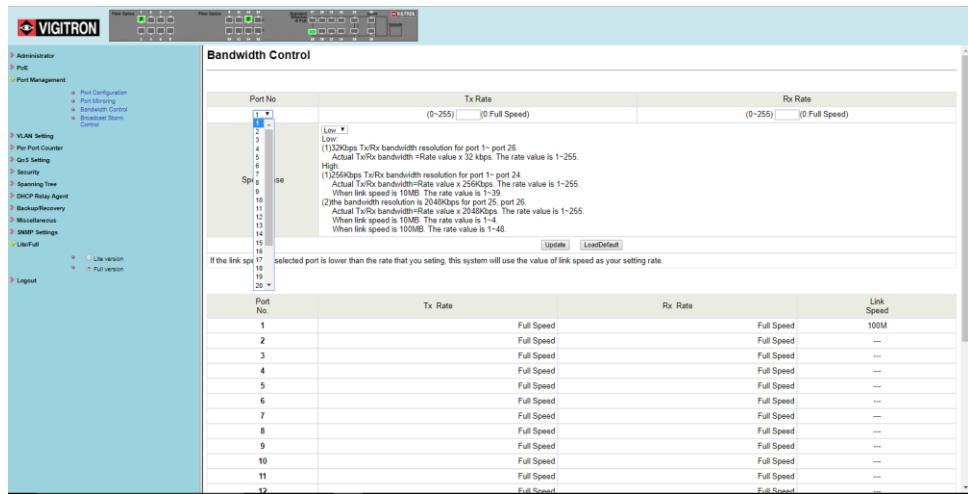 VIGITRON
Administrator
PoE
Port Management
Port Configuration
Port Mirroring
Bandwidth Control
Broadcast Storm
Control
VLAN Setting
Per Port Counter
QoS Setting
Security
Spanning Tree
DHCP Relay Agent
Backup/Recovery
Miscellaneous
SNMP Settings
Lite/Full
Lite version
Full version
Logout
Bandwidth Control
Port No Tx Rate Rx Rate
1 (0~255) (0:Full Speed) (0~255) (0:Full Speed)
1
2
3
4
5
6
7
8
9
10
11
12
13
14
15
16
17
18
19
20
Low
Low:
(1)32Kbps Tx/Rx bandwidth resolution for port 1~ port 26.
Actual Tx/Rx bandwidth =Rate value x 32 kbps. The rate value is 1~255.
High:
(1)256Kbps Tx/Rx bandwidth resolution for port 1~ port 24.
Actual Tx/Rx bandwidth=Rate value x 256Kbps. The rate value is 1~255.
When link speed is 10MB. The rate value is 1~39.
(2)the bandwidth resolution is 2048Kbps for port 25, port 26.
Actual Tx/Rx bandwidth=Rate value x 2048Kbps. The rate value is 1~255.
When link speed is 10MB. The rate value is 1~4.
When link speed is 100MB. The rate value is 1~48.
Update LoadDefault
If the link spe selected port is lower than the rate that you seting, this system will use the value of link speed as your setting rate.
Port No. Tx Rate Rx Rate Link Speed
1 Full Speed Full Speed 100M
2 Full Speed Full Speed ---
3 Full Speed Full Speed ---
4 Full Speed Full Speed ---
5 Full Speed Full Speed ---
6 Full Speed Full Speed ---
7 Full Speed Full Speed ---
8 Full Speed Full Speed ---
9 Full Speed Full Speed ---
10 Full Speed Full Speed ---
11 Full Speed Full Speed ---
12 Full Speed Full Speed ---